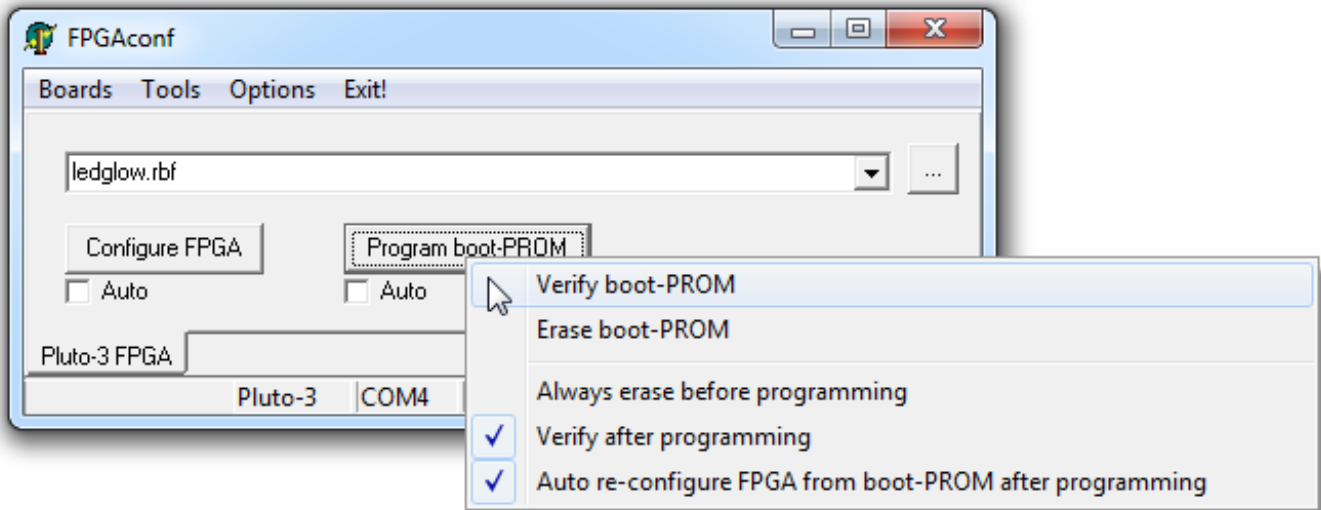 FPGAconf
Boards Tools Options Exit!
ledglow.rbf
...
Configure FPGA Program boot-PROM
Auto Auto
Verify boot-PROM
Erase boot-PROM
Pluto-3 FPGA
Always erase before programming
Pluto-3 COM4
Verify after programming
Auto re-configure FPGA from boot-PROM after programming